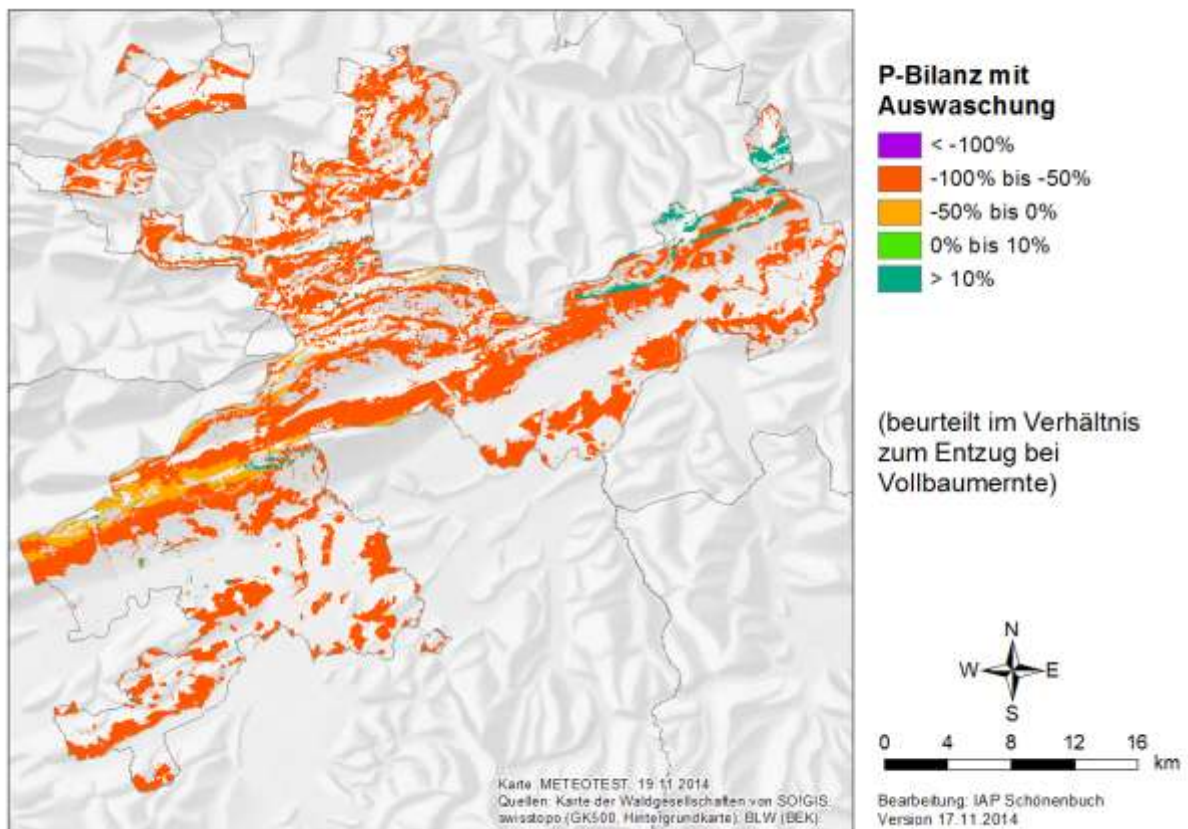 P-Bilanz mit
Auswaschung
< -100%
-100% bis -50%
-50% bis 0%
0% bis 10%
> 10%
(beurteilt im Verhältnis
zum Entzug bei
Vollbaumernte)
N
W E
S
0 4 8 12 16
km
Karte: METEOTEST, 19.11.2014
Quellen: Karte der Waldgesellschaften von SO!GIS,
swisstopo (GK500, Hintergrundkarte), BLW (BEK)
Bearbeitung: IAP Schönenbuch
Version 17.11.2014